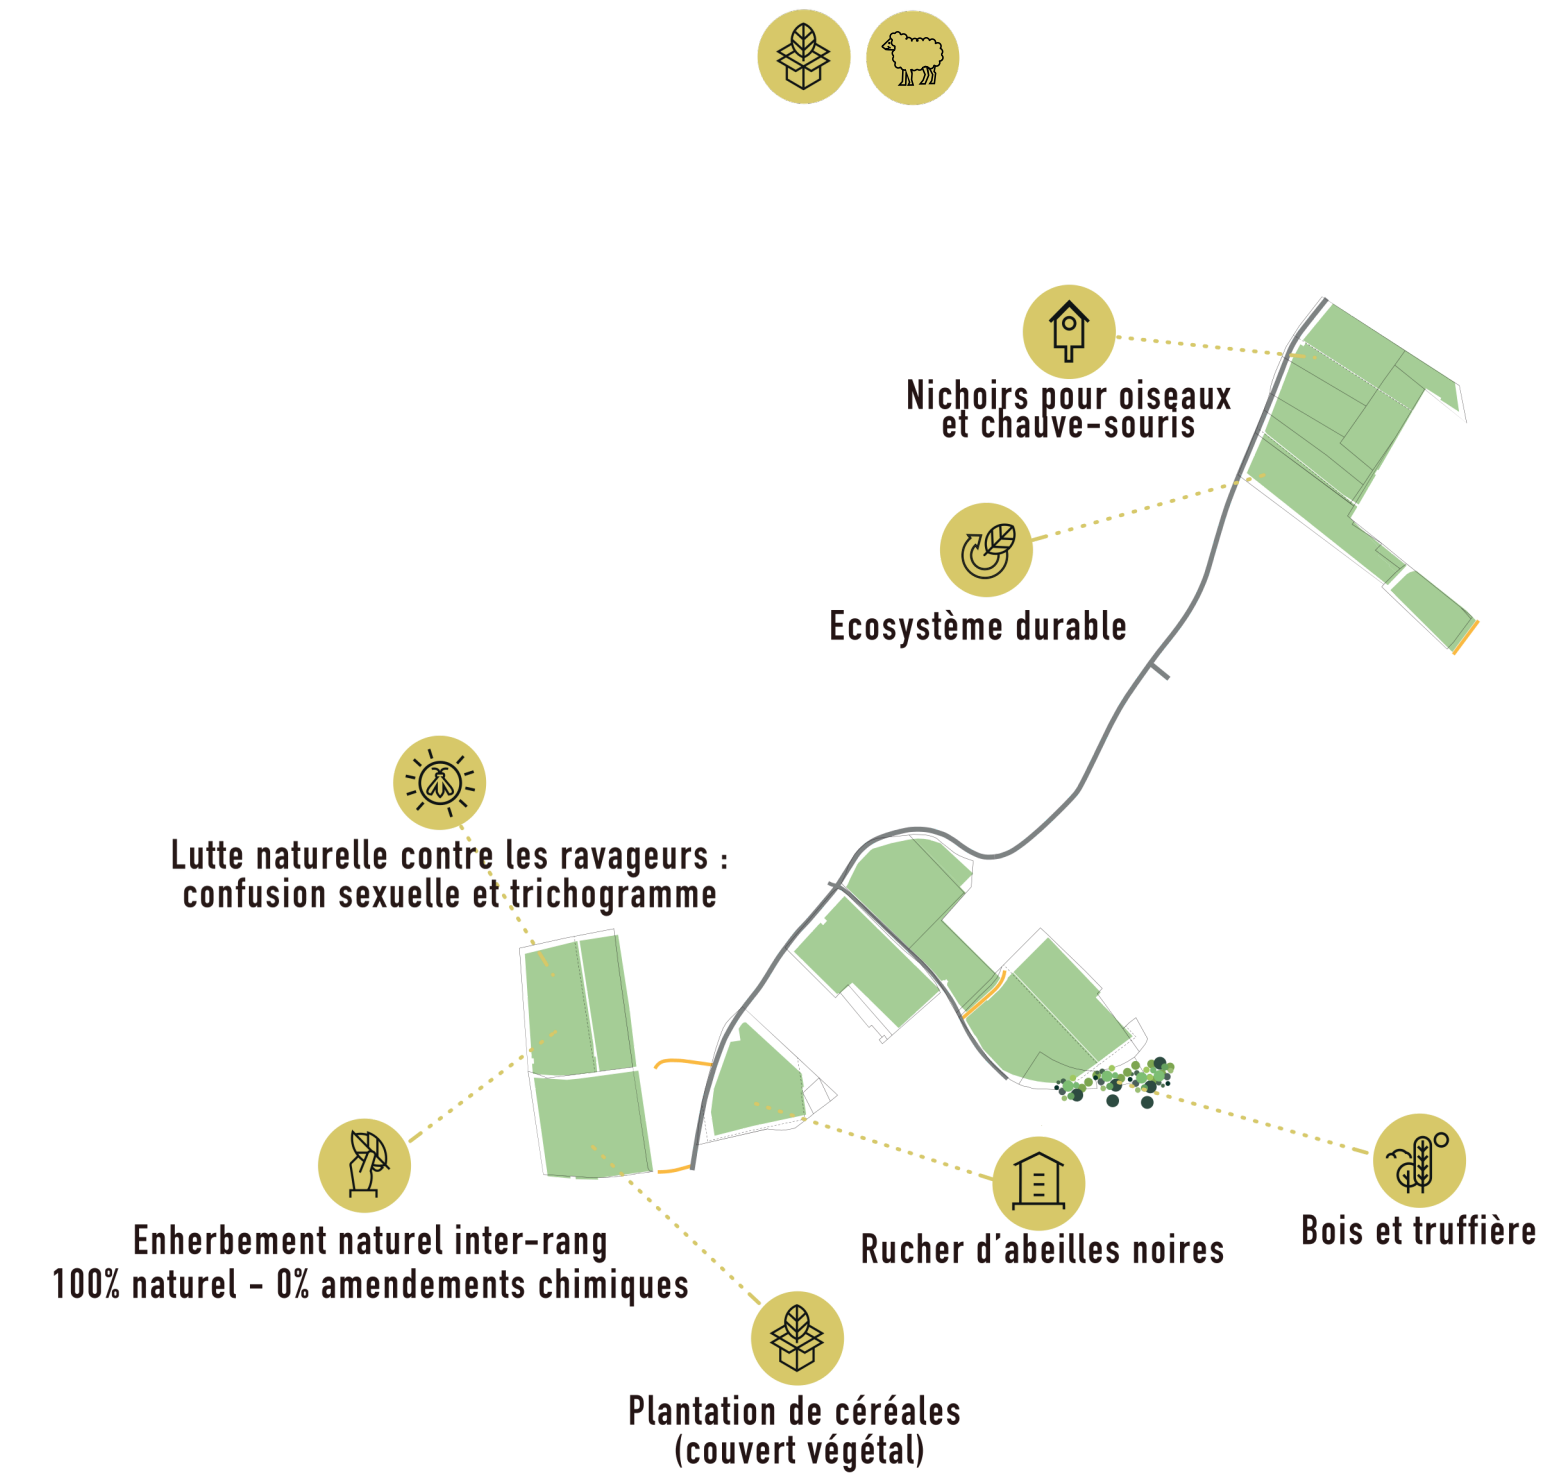 Nichoirs pour oiseaux
et chauve-souris
Ecosystème durable
Lutte naturelle contre les ravageurs :
confusion sexuelle et trichogramme
Enherbement naturel inter-rang
100% naturel - 0% amendements chimiques
Rucher d’abeilles noires
Bois et truffière
Plantation de céréales
(couvert végétal)